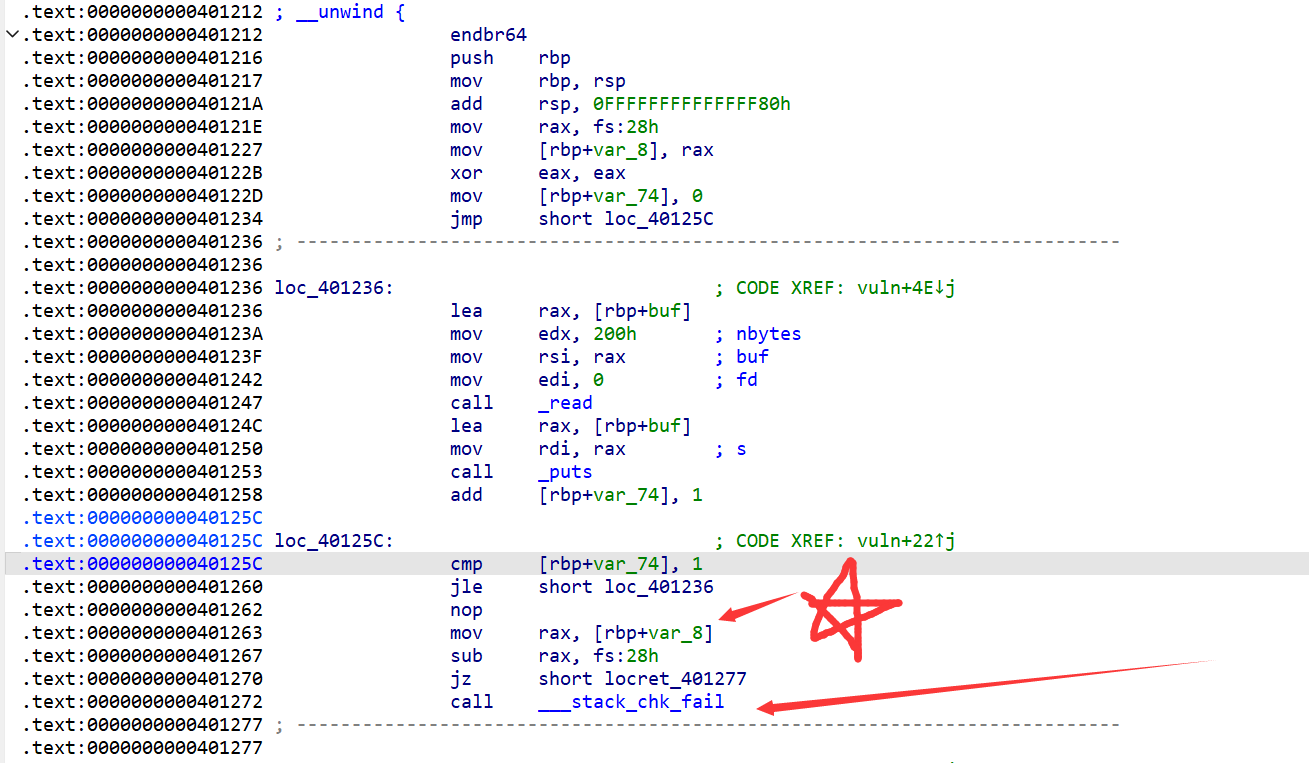 .text:0000000000401212 ; __unwind {
.text:0000000000401212 endbr64
.text:0000000000401216 push rbp
.text:0000000000401217 mov rbp, rsp
.text:000000000040121A add rsp, 0FFFFFFFFFFFFFF80h
.text:000000000040121E mov rax, fs:28h
.text:0000000000401227 mov [rbp+var_8], rax
.text:000000000040122B xor eax, eax
.text:000000000040122D mov [rbp+var_74], 0
.text:0000000000401234 jmp short loc_40125C
.text:0000000000401236 ; ---------------------------------------------------------------------------
.text:0000000000401236
.text:0000000000401236 loc_401236: ; CODE XREF: vuln+4E↓j
.text:0000000000401236 lea rax, [rbp+buf]
.text:000000000040123A mov edx, 200h ; nbytes
.text:000000000040123F mov rsi, rax ; buf
.text:0000000000401242 mov edi, 0 ; fd
.text:0000000000401247 call _read
.text:000000000040124C lea rax, [rbp+buf]
.text:0000000000401250 mov rdi, rax ; s
.text:0000000000401253 call _puts
.text:0000000000401258 add [rbp+var_74], 1
.text:000000000040125C
.text:000000000040125C loc_40125C: ; CODE XREF: vuln+22↑j
.text:000000000040125C cmp [rbp+var_74], 1
.text:0000000000401260 jle short loc_401236
.text:0000000000401262 nop
.text:0000000000401263 mov rax, [rbp+var_8]
.text:0000000000401267 sub rax, fs:28h
.text:0000000000401270 jz short locret_401277
.text:0000000000401272 call ___stack_chk_fail
.text:0000000000401277 ; ---------------------------------------------------------------------------
.text:0000000000401277